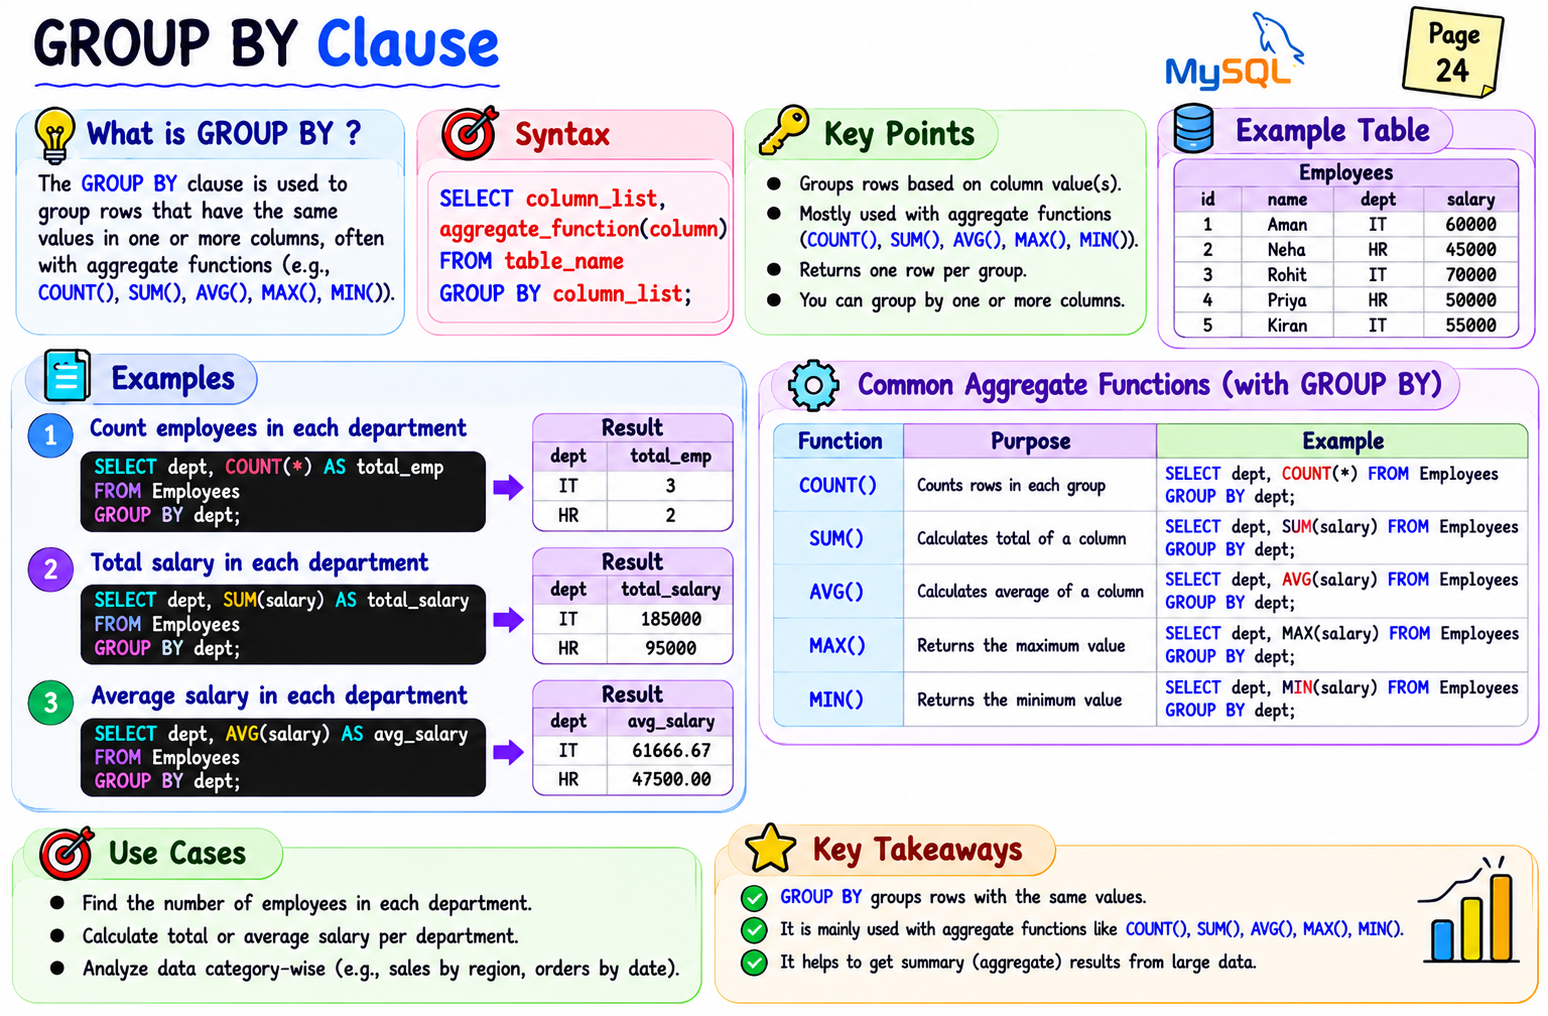 GROUP BY Clause
MySQL
Page
24
What is GROUP BY ?
The GROUP BY clause is used to
group rows that have the same
values in one or more columns, often
with aggregate functions (e.g.,
COUNT(), SUM(), AVG(), MAX(), MIN()).
Syntax
SELECT column_list,
aggregate_function(column)
FROM table_name
GROUP BY column_list;
Key Points
● Groups rows based on column value(s).
● Mostly used with aggregate functions
(COUNT(), SUM(), AVG(), MAX(), MIN()).
● Returns one row per group.
● You can group by one or more columns.
Example Table
Employees
id name dept salary
1 Aman IT 60000
2 Neha HR 45000
3 Rohit IT 70000
4 Priya HR 50000
5 Kiran IT 55000
Examples
1 Count employees in each department
SELECT dept, COUNT(*) AS total_emp
FROM Employees
GROUP BY dept;
Result
dept total_emp
IT 3
HR 2
2 Total salary in each department
SELECT dept, SUM(salary) AS total_salary
FROM Employees
GROUP BY dept;
Result
dept total_salary
IT 185000
HR 95000
3 Average salary in each department
SELECT dept, AVG(salary) AS avg_salary
FROM Employees
GROUP BY dept;
Result
dept avg_salary
IT 61666.67
HR 47500.00
Common Aggregate Functions (with GROUP BY)
Function Purpose Example
COUNT() Counts rows in each group SELECT dept, COUNT(*) FROM Employees
GROUP BY dept;
SUM() Calculates total of a column SELECT dept, SUM(salary) FROM Employees
GROUP BY dept;
AVG() Calculates average of a column SELECT dept, AVG(salary) FROM Employees
GROUP BY dept;
MAX() Returns the maximum value SELECT dept, MAX(salary) FROM Employees
GROUP BY dept;
MIN() Returns the minimum value SELECT dept, MIN(salary) FROM Employees
GROUP BY dept;
Use Cases
● Find the number of employees in each department.
● Calculate total or average salary per department.
● Analyze data category-wise (e.g., sales by region, orders by date).
Key Takeaways
GROUP BY groups rows with the same values.
It is mainly used with aggregate functions like COUNT(), SUM(), AVG(), MAX(), MIN().
It helps to get summary (aggregate) results from large data.